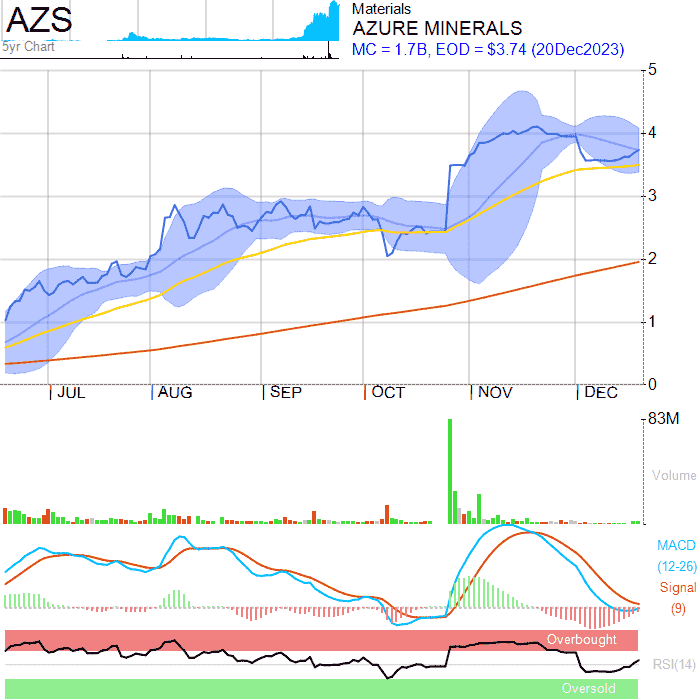 AZS
5yr Chart
Materials
AZURE MINERALS
MC = 1.7B, EOD = $3.74 (20Dec2023)
5
4
3
2
1
0
JUL AUG SEP OCT NOV DEC
83M
Volume
MACD
(12-26)
Signal
(9)
Overbought
RSI(14)
Oversold